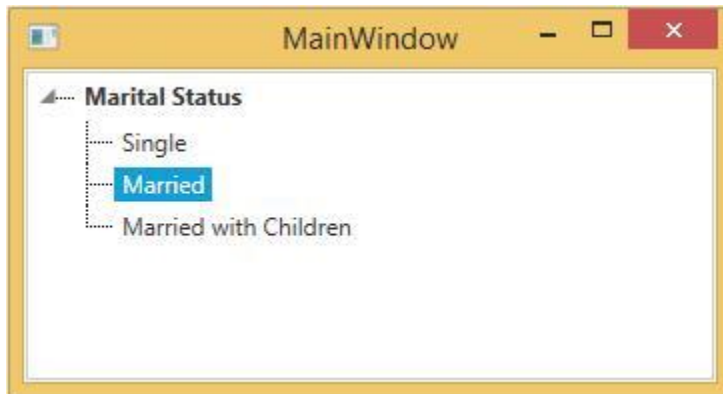 MainWindow
Marital Status
Single
Married
Married with Children